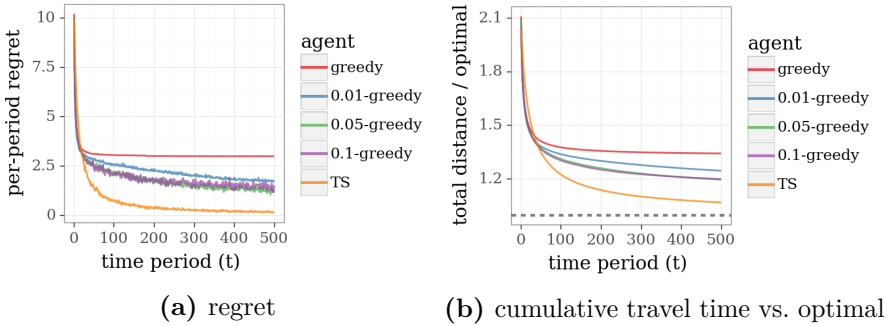 per-period regret
10
7.5
5.0
2.5
0
0 100 200 300 400 500
time period (t)
agent
greedy
0.01-greedy
0.05-greedy
0.1-greedy
TS
(a) regret
total distance / optimal
2.1
1.8
1.5
1.2
0 100 200 300 400 500
time period (t)
agent
greedy
0.01-greedy
0.05-greedy
0.1-greedy
TS
(b) cumulative travel time vs. optimal